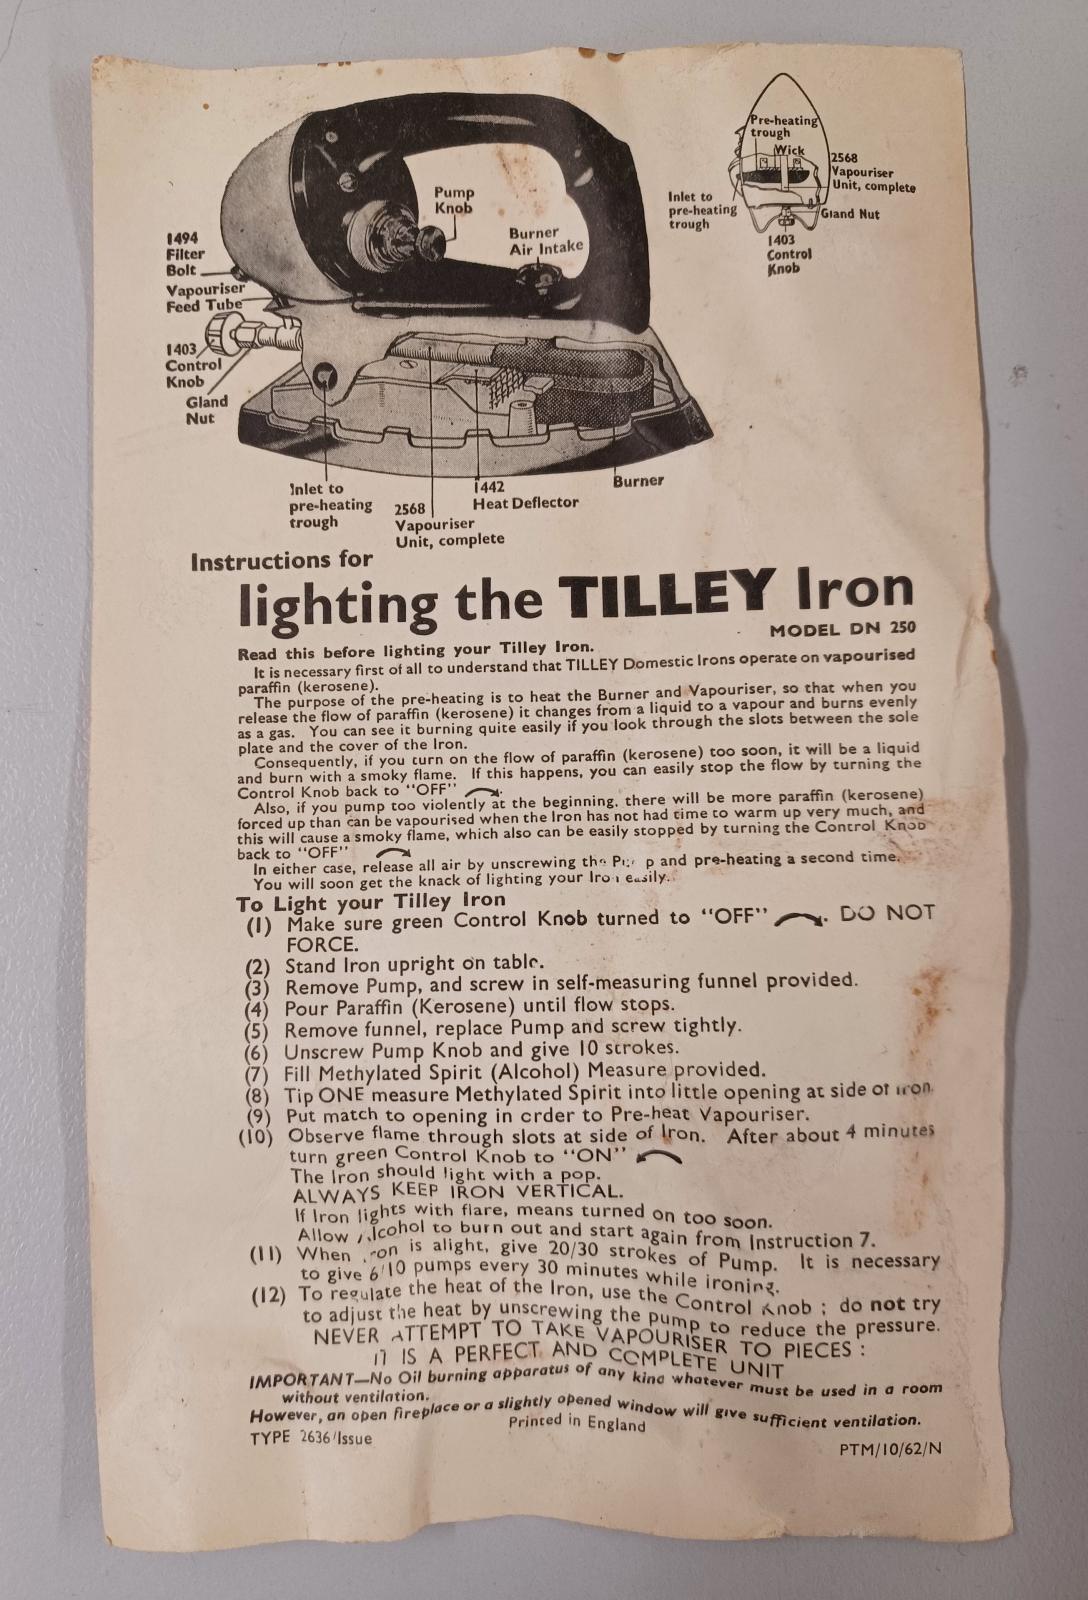 Pump
Knob
Burner
Air Intake
1494
Filter
Bolt
Vapouriser
Feed Tube
1403
Control
Knob
Gland
Nut
Inlet to
pre-heating
trough
2568
Vapouriser
Unit, complete
1442
Heat Deflector
Burner
Pre-heating
trough
Wick
2568
Vapouriser
Unit, complete
Inlet to
pre-heating
trough
Gland Nut
1403
Control
Knob
Instructions for
lighting the TILLEY Iron
MODEL DN 250
Read this before lighting your Tilley Iron.
It is necessary first of all to understand that TILLEY Domestic Irons operate on vapourised
paraffin (kerosene).
The purpose of the pre-heating is to heat the Burner and Vapouriser, so that when you
release the flow of paraffin (kerosene) it changes from a liquid to a vapour and burns evenly
as a gas. You can see it burning quite easily if you look through the slots between the sole
plate and the cover of the Iron.
Consequently, if you turn on the flow of paraffin (kerosene) too soon, it will be a liquid
and burn with a smoky flame. If this happens, you can easily stop the flow by turning the
Control Knob back to "OFF" .
Also, if you pump too violently at the beginning, there will be more paraffin (kerosene)
forced up than can be vapourised when the Iron has not had time to warm up very much, and
this will cause a smoky flame, which also can be easily stopped by turning the Control Knob
back to "OFF"
In either case, release all air by unscrewing the Pump and pre-heating a second time.
You will soon get the knack of lighting your Iron easily.
To Light your Tilley Iron
(1) Make sure green Control Knob turned to "OFF" . DO NOT
FORCE.
(2) Stand Iron upright on table.
(3) Remove Pump, and screw in self-measuring funnel provided.
(4) Pour Paraffin (Kerosene) until flow stops.
(5) Remove funnel, replace Pump and screw tightly.
(6) Unscrew Pump Knob and give 10 strokes.
(7) Fill Methylated Spirit (Alcohol) Measure provided.
(8) Tip ONE measure Methylated Spirit into little opening at side of iron.
(9) Put match to opening in order to Pre-heat Vapouriser.
(10) Observe flame through slots at side of Iron. After about 4 minutes
turn green Control Knob to "ON"
The Iron should light with a pop.
ALWAYS KEEP IRON VERTICAL.
If Iron lights with flare, means turned on too soon.
Allow Alcohol to burn out and start again from Instruction 7.
(11) When Iron is alight, give 20/30 strokes of Pump. It is necessary
to give 6/10 pumps every 30 minutes while ironing.
(12) To regulate the heat of the Iron, use the Control Knob ; do not try
to adjust the heat by unscrewing the pump to reduce the pressure.
NEVER ATTEMPT TO TAKE VAPOURISER TO PIECES :
IT IS A PERFECT AND COMPLETE UNIT
IMPORTANT—No Oil burning apparatus of any kind whatever must be used in a room
without ventilation.
However, an open fireplace or a slightly opened window will give sufficient ventilation.
Printed in England
TYPE 2636/Issue
PTM/10/62/N